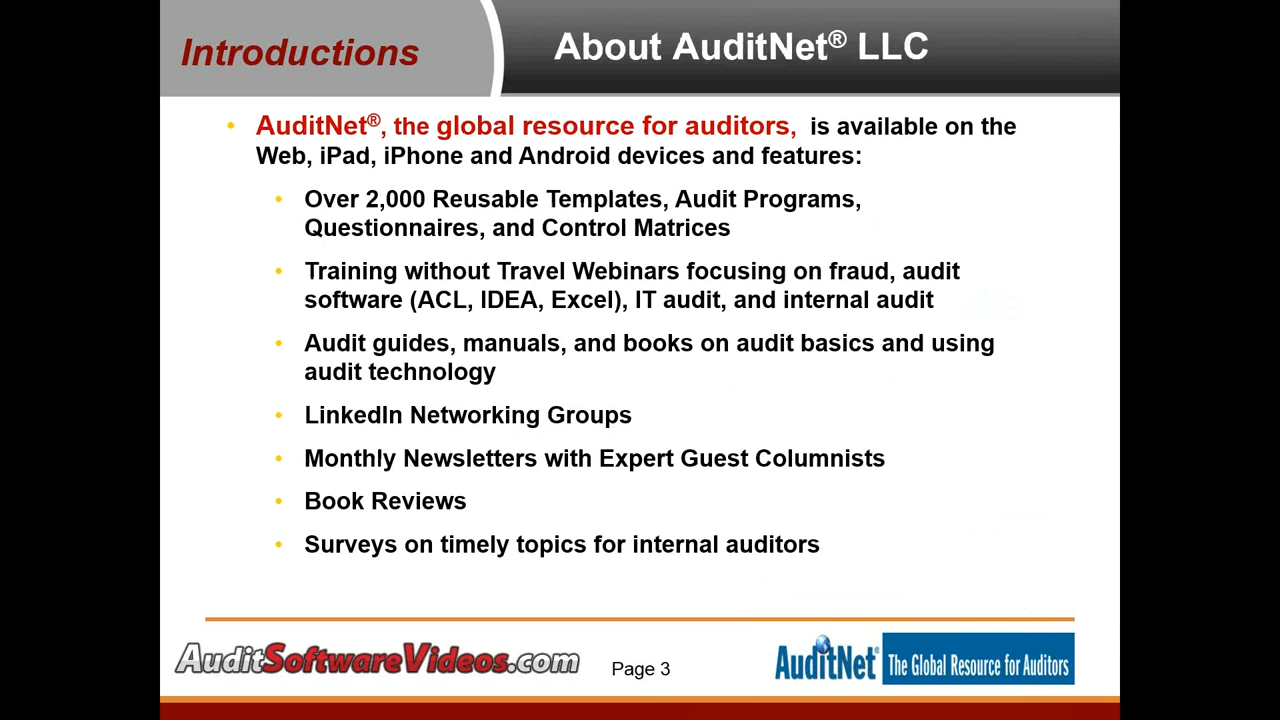 Introductions
About AuditNet® LLC
• AuditNet®, the global resource for auditors, is available on the
Web, iPad, iPhone and Android devices and features:
• Over 2,000 Reusable Templates, Audit Programs,
Questionnaires, and Control Matrices
• Training without Travel Webinars focusing on fraud, audit
software (ACL, IDEA, Excel), IT audit, and internal audit
• Audit guides, manuals, and books on audit basics and using
audit technology
• LinkedIn Networking Groups
• Monthly Newsletters with Expert Guest Columnists
• Book Reviews
• Surveys on timely topics for internal auditors
AuditSoftwareVideos.com
Page 3
AuditNet® The Global Resource for Auditors